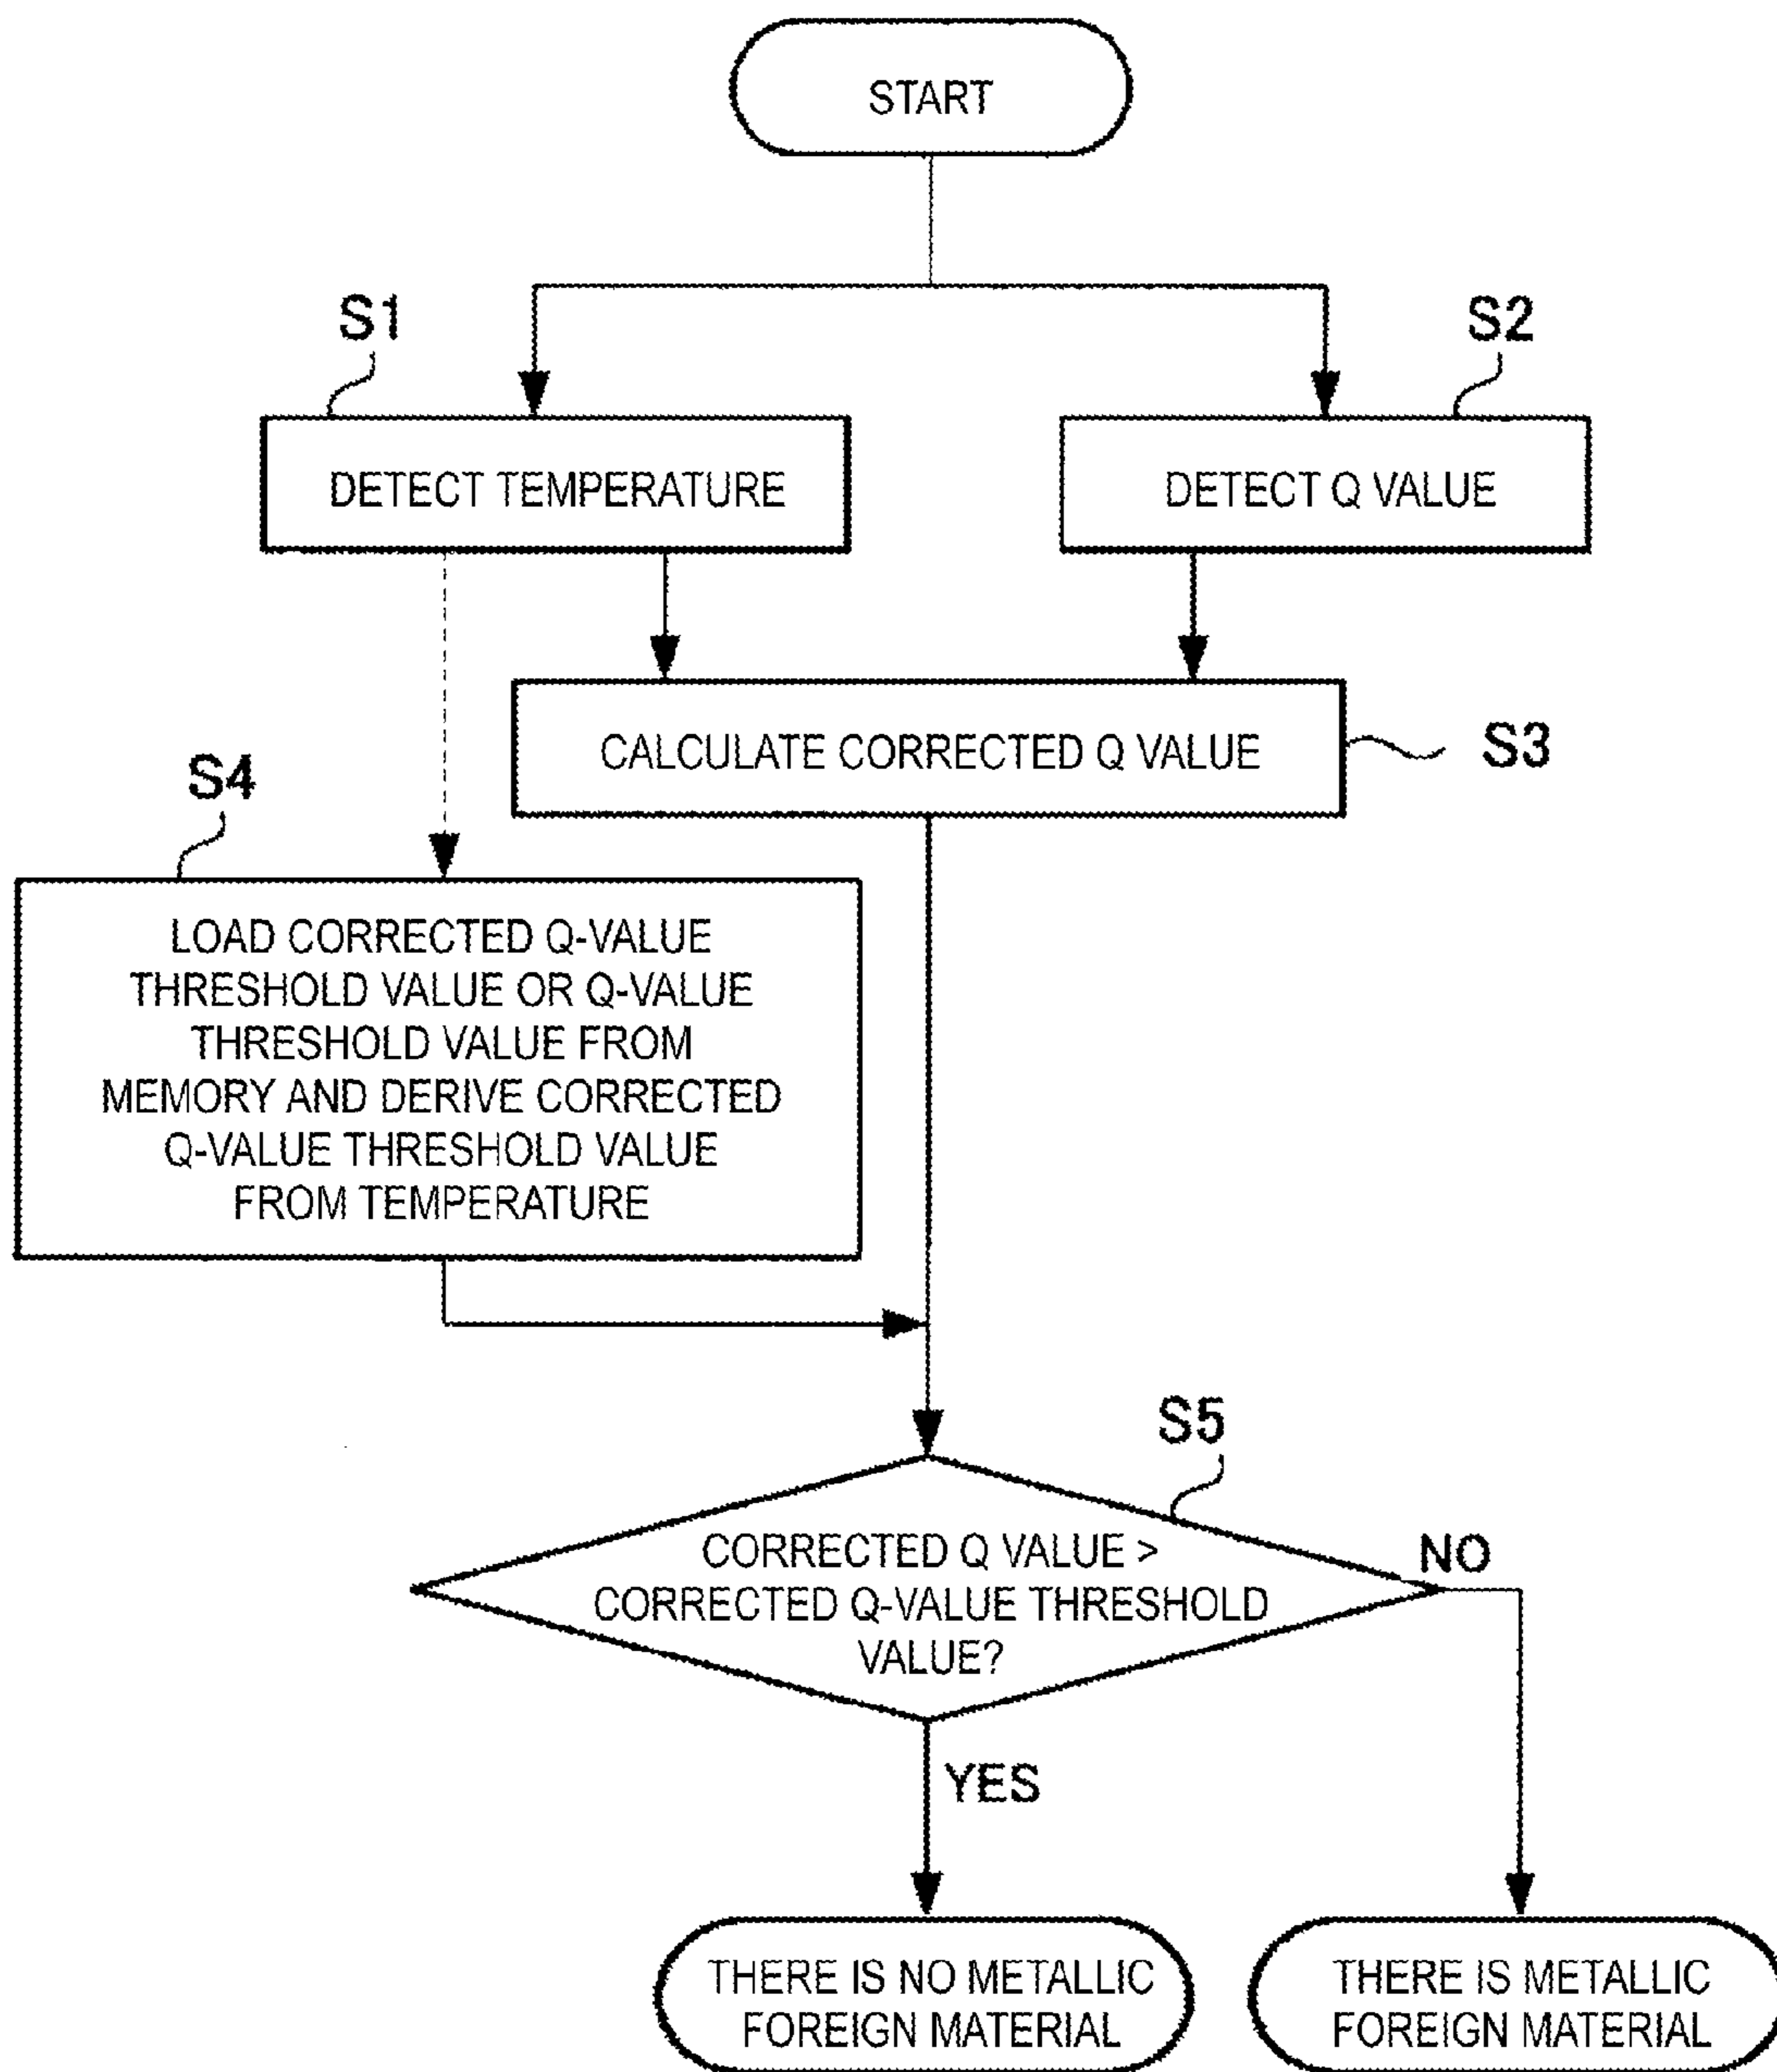 START
S1
S2
DETECT TEMPERATURE
DETECT Q VALUE
CALCULATE CORRECTED Q VALUE
S3
S4
LOAD CORRECTED Q-VALUE
THRESHOLD VALUE OR Q-VALUE
THRESHOLD VALUE FROM
MEMORY AND DERIVE CORRECTED
Q-VALUE THRESHOLD VALUE
FROM TEMPERATURE
S5
CORRECTED Q VALUE >
CORRECTED Q-VALUE THRESHOLD
VALUE?
NO
YES
THERE IS NO METALLIC
FOREIGN MATERIAL
THERE IS METALLIC
FOREIGN MATERIAL